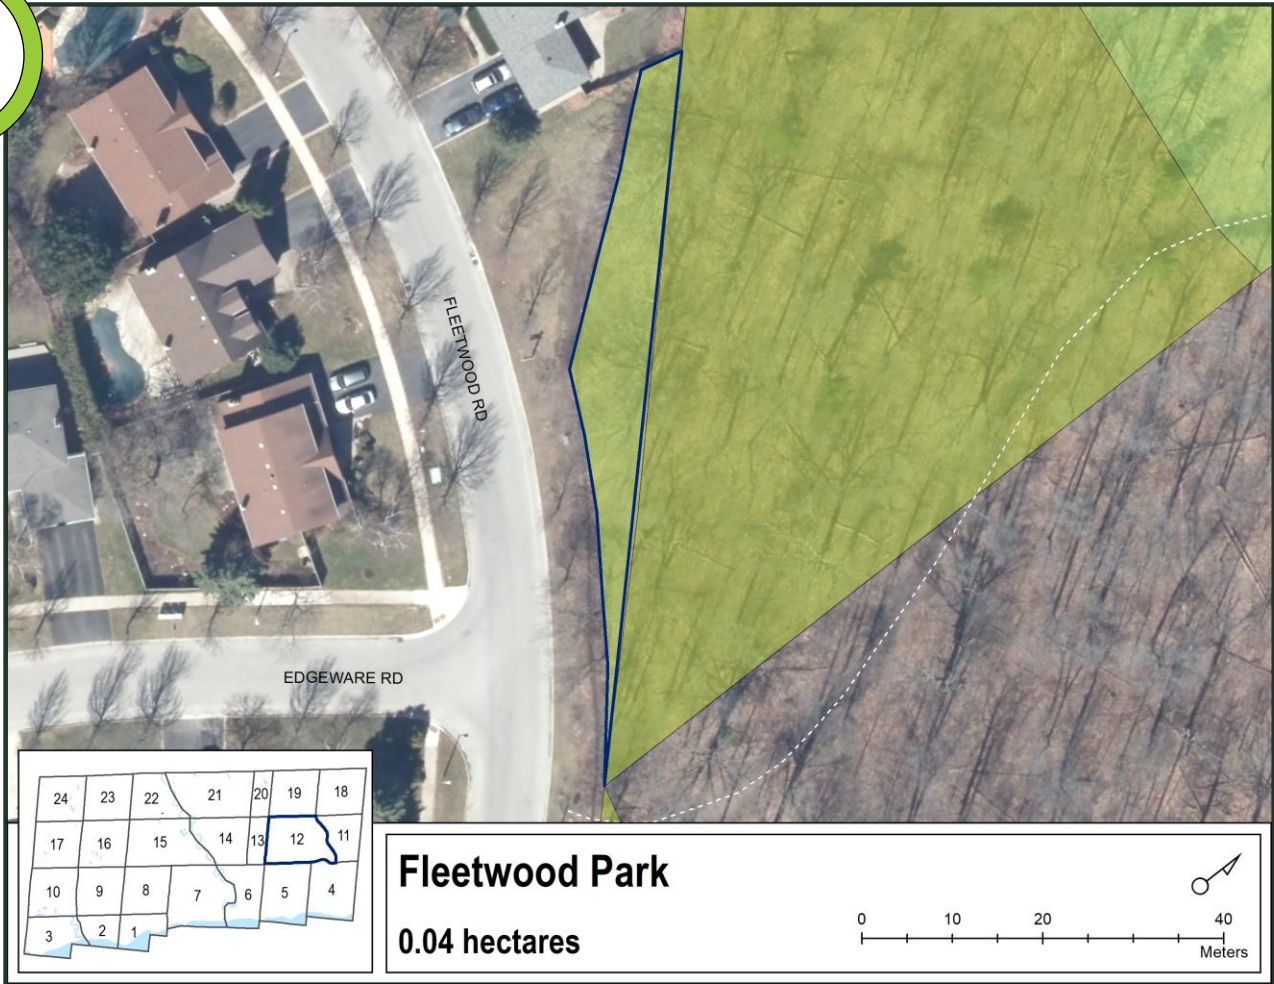 FLEETWOOD RD
EDGEWARE RD
24 23 22 21 20 19 18
17 16 15 14 13 12 11
10 9 8 7 6 5 4
3 2 1
Fleetwood Park
0.04 hectares
0 10 20 40
Meters